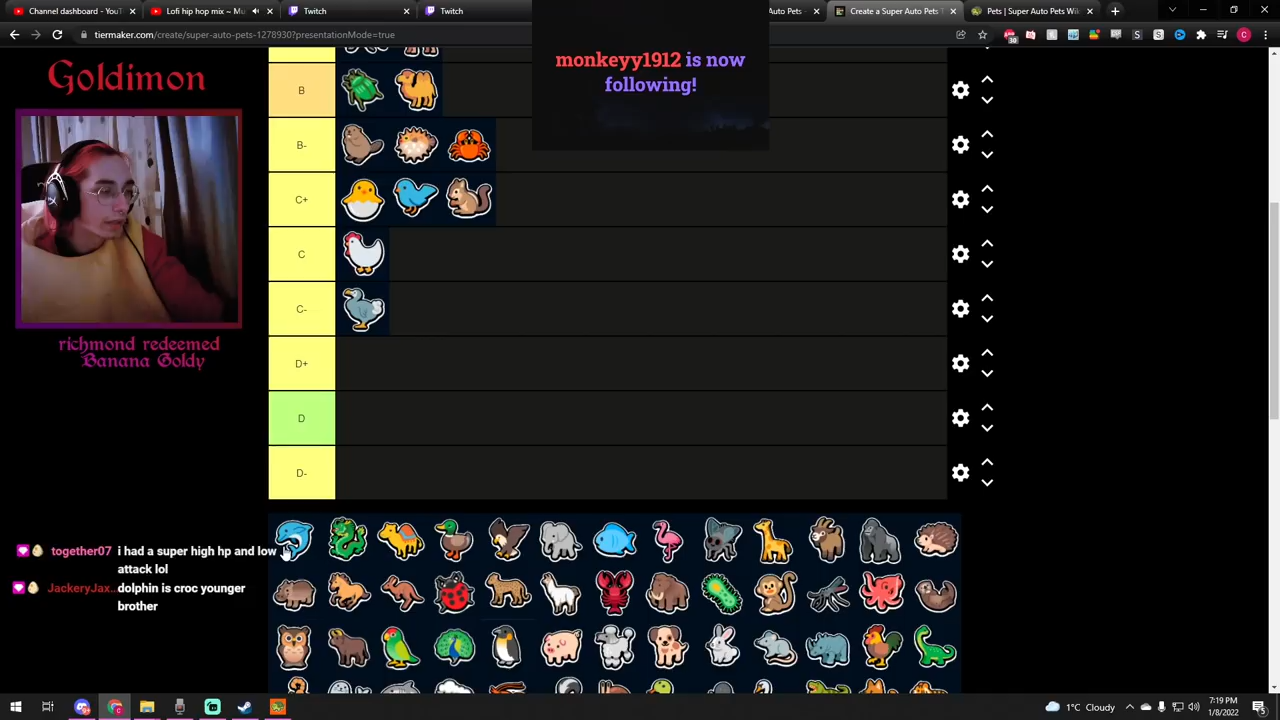 Channel dashboard - 
Lofi hip hop mix ~ Mu
Twitch
Twitch
Auto Pets -
Create a Super Auto Pets T
Pets | Super Auto Pets Wik
tiermaker.com/create/super-auto-pets-1278930?presentationMode=true
30
monkeyy1912 is now
following!
Goldimon
richmond redeemed
Banana Goldy
B
B-
C+
C
C-
D+
D
D-
together07 i had a super high hp and low
attack lol
JackeryJax... dolphin is croc younger
brother
1°C Cloudy
7:19 PM
1/8/2022